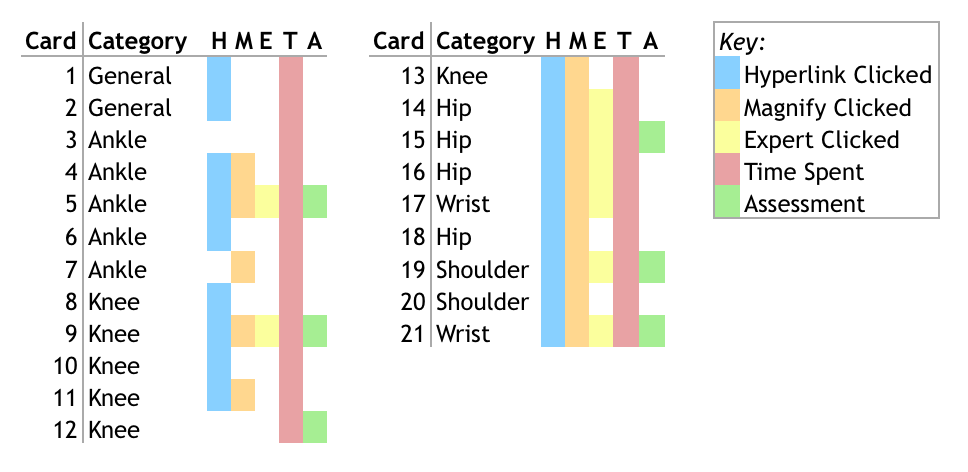 Card Category H M E T A
1 General
2 General
3 Ankle
4 Ankle
5 Ankle
6 Ankle
7 Ankle
8 Knee
9 Knee
10 Knee
11 Knee
12 Knee
Card Category H M E T A
13 Knee
14 Hip
15 Hip
16 Hip
17 Wrist
18 Hip
19 Shoulder
20 Shoulder
21 Wrist
Key:
Hyperlink Clicked
Magnify Clicked
Expert Clicked
Time Spent
Assessment